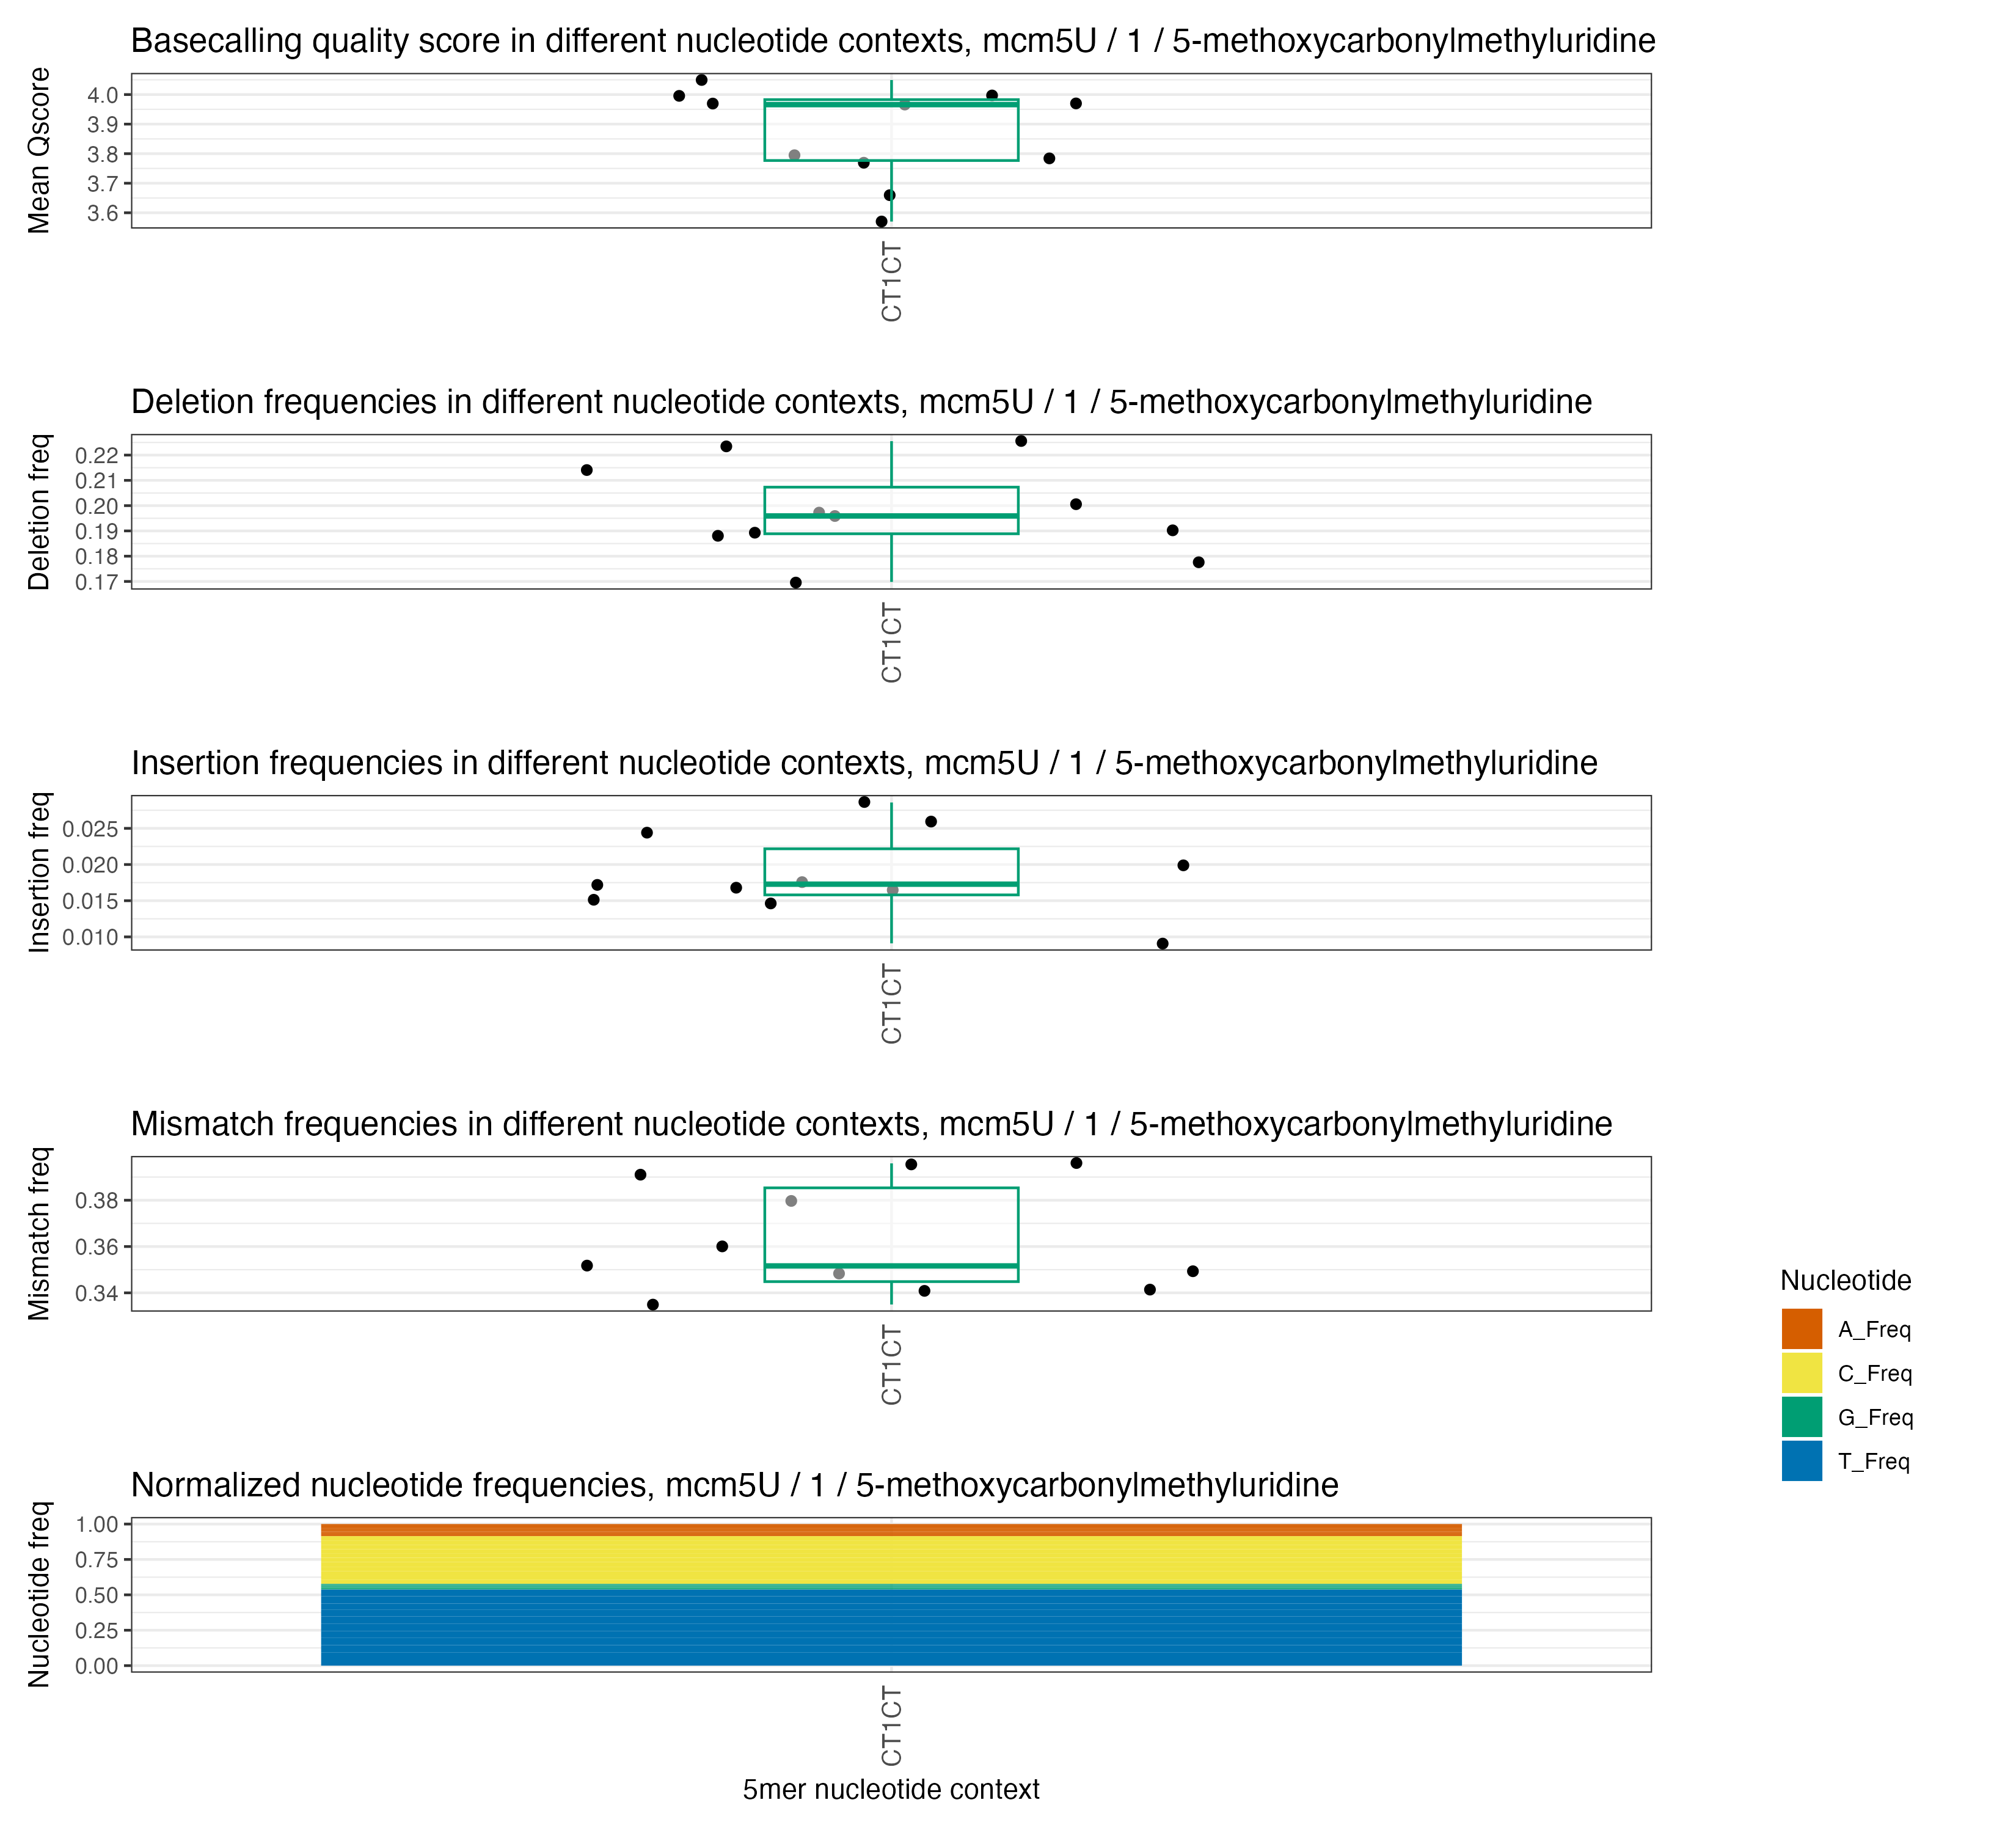 Basecalling quality score in different nucleotide contexts, mcm5U / 1 / 5-methoxycarbonylmethyluridine
Mean Qscore
4.0
3.9
3.8
3.7
3.6
CT1CT
Deletion frequencies in different nucleotide contexts, mcm5U / 1 / 5-methoxycarbonylmethyluridine
Deletion freq
0.22
0.21
0.20
0.19
0.18
0.17
CT1CT
Insertion frequencies in different nucleotide contexts, mcm5U / 1 / 5-methoxycarbonylmethyluridine
Insertion freq
0.025
0.020
0.015
0.010
CT1CT
Mismatch frequencies in different nucleotide contexts, mcm5U / 1 / 5-methoxycarbonylmethyluridine
Mismatch freq
0.38
0.36
0.34
CT1CT
Nucleotide
A_Freq
C_Freq
G_Freq
T_Freq
Normalized nucleotide frequencies, mcm5U / 1 / 5-methoxycarbonylmethyluridine
Nucleotide freq
1.00
0.75
0.50
0.25
0.00
CT1CT
5mer nucleotide context